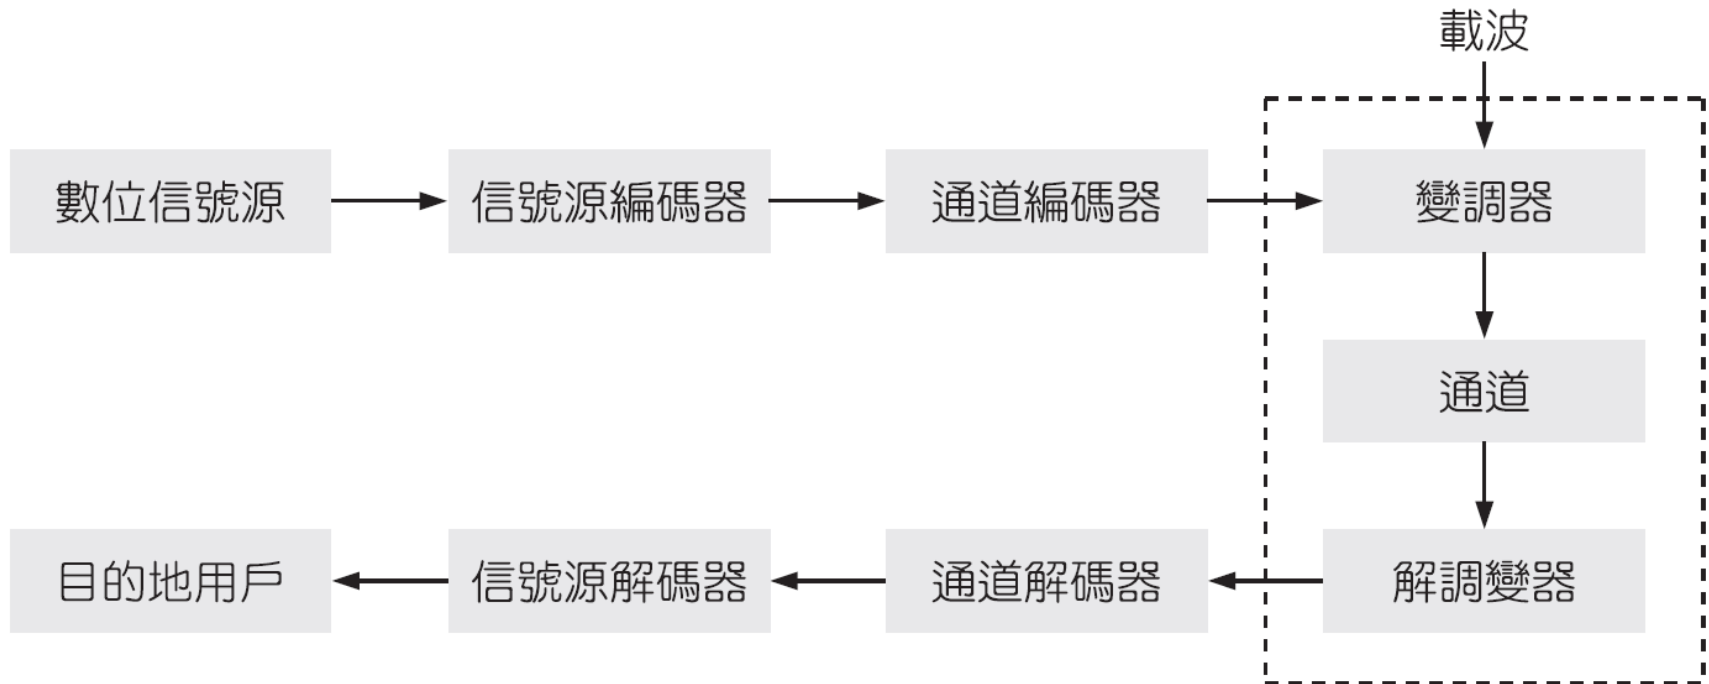 載波
數位信號源
信號源編碼器
通道編碼器
變調器
通道
目的地用戶
信號源解碼器
通道解碼器
解調變器